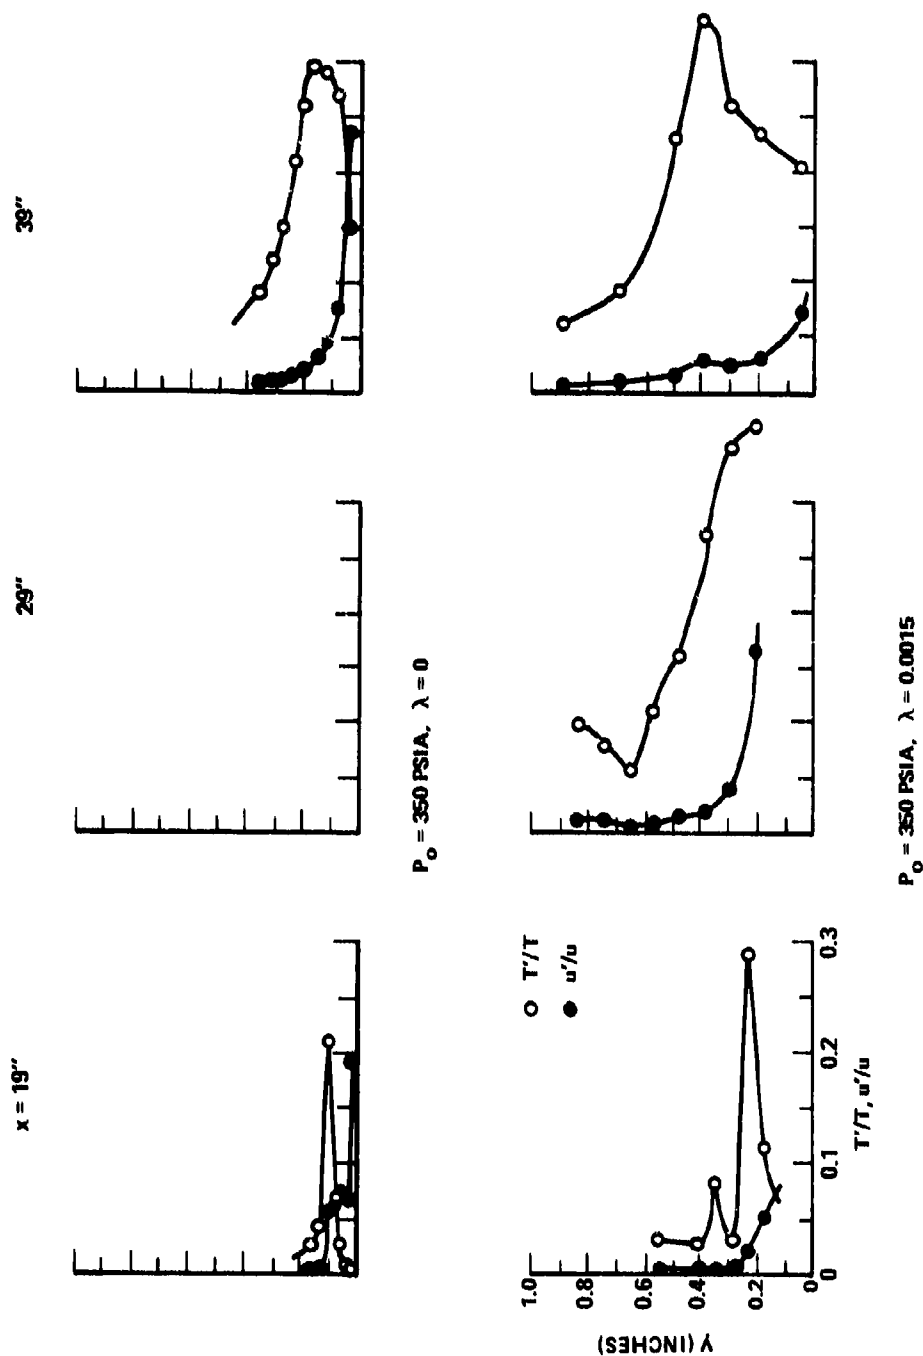 x = 19"
29"
39"
P₀ = 350 PSIA, λ = 0
T'/T
u'/u
1.0
0.8
0.6
0.4
0.2
0
Y (INCHES)
0
0.1
0.2
0.3
T'/T, u'/u
P₀ = 350 PSIA, λ = 0.0015